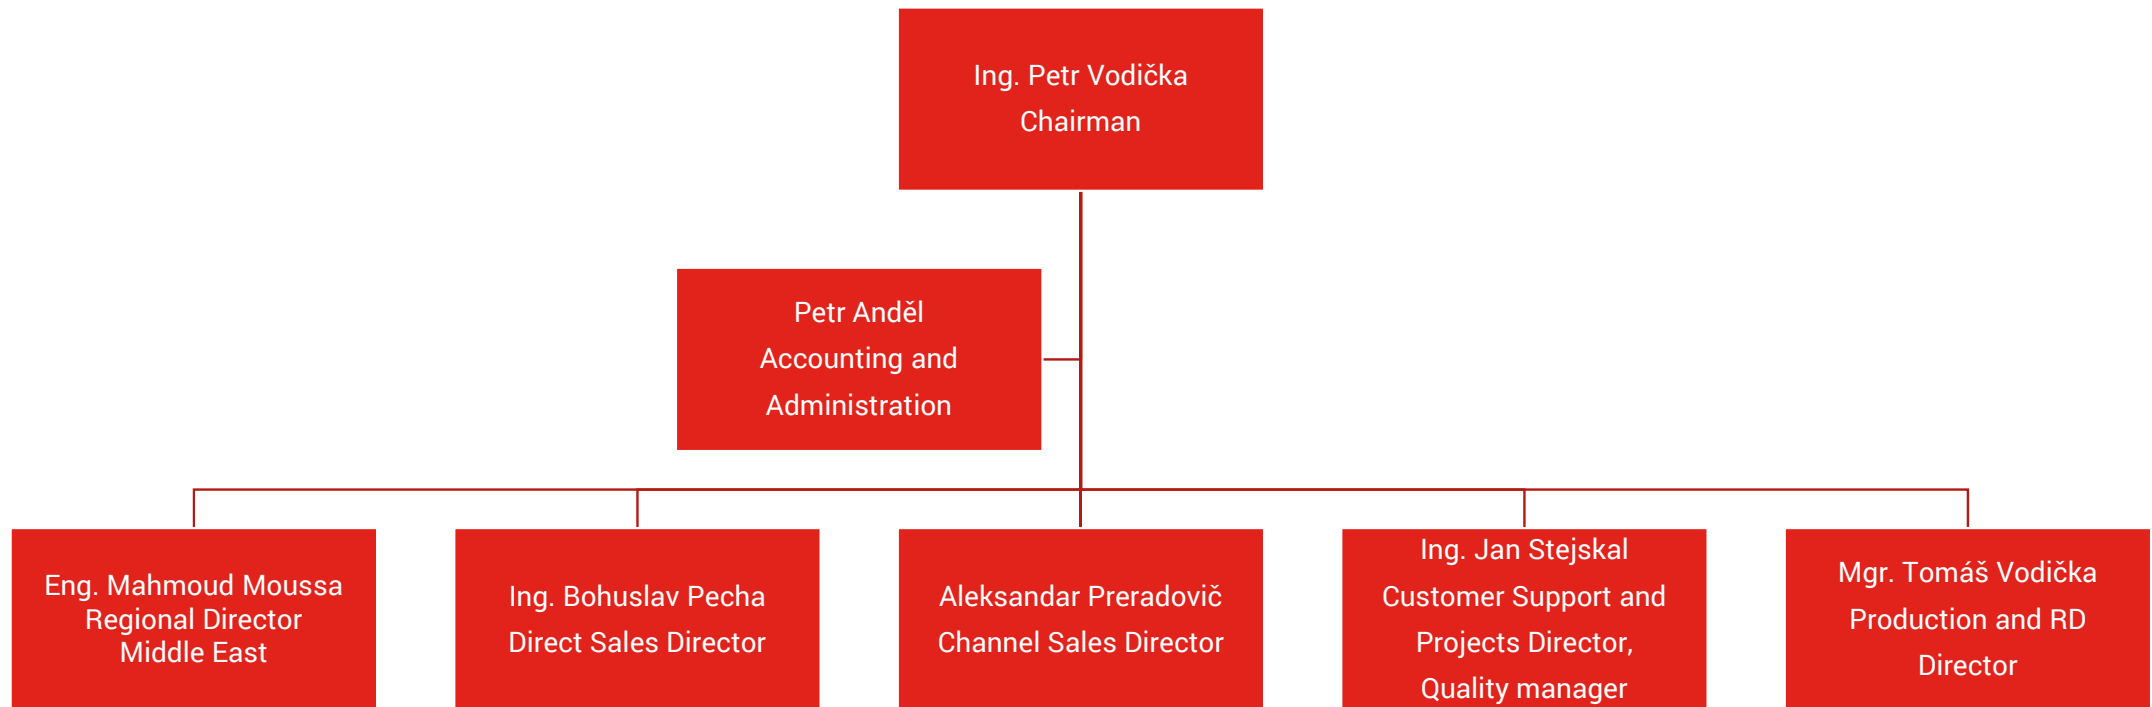 Ing. Petr Vodička
Chairman
Petr Anděl
Accounting and
Administration
Eng. Mahmoud Moussa
Regional Director
Middle East
Ing. Bohuslav Pecha
Direct Sales Director
Aleksandar Preradovič
Channel Sales Director
Ing. Jan Stejskal
Customer Support and
Projects Director,
Quality manager
Mgr. Tomáš Vodička
Production and RD
Director